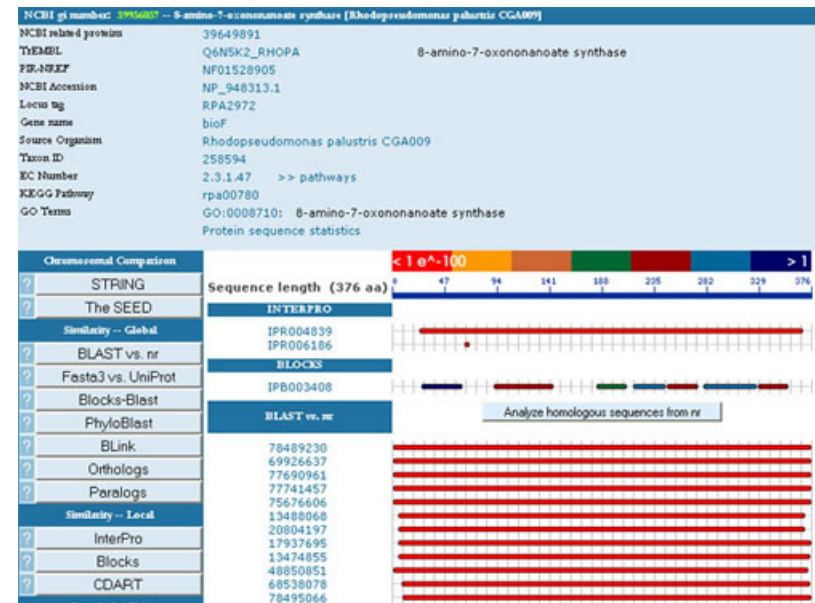 NCBI gi number: 39936037 -- 8-amino-7-oxononanoate synthase [Rhodopseudomonas palustris CGA009]
NCBI related proteins 39649891
TrEMBL Q6N5K2_RHOPA 8-amino-7-oxononanoate synthase
PIR-NREF NF01528905
NCBI Accession NP_948313.1
Locus tag RPA2972
Gene name bioF
Source Organism Rhodopseudomonas palustris CGA009
Taxon ID 258594
EC Number 2.3.1.47 >> pathways
KEGG Pathway rpa00780
GO Terms GO:0008710: 8-amino-7-oxononanoate synthase
Protein sequence statistics
Chromosomal Comparison
< 1 e^-100 > 1
? STRING
Sequence length (376 aa) 0 47 94 141 188 235 282 329 376
? The SEED
INTERPRO
Similarity -- Global
IPR004839
IPR006186
? BLAST vs. nr
BLOCKS
? Fasta3 vs. UniProt
IPB003408
? Blocks-Blast
BLAST vs. nr
Analyze homologous sequences from nr
? PhyloBlast
? BLink
78489230
69926637
? Orthologs
77690961
77741457
? Paralogs
75676606
Similarity -- Local
13488068
20804197
? InterPro
17937695
13474855
? Blocks
48850851
? CDART
68538078
78495066